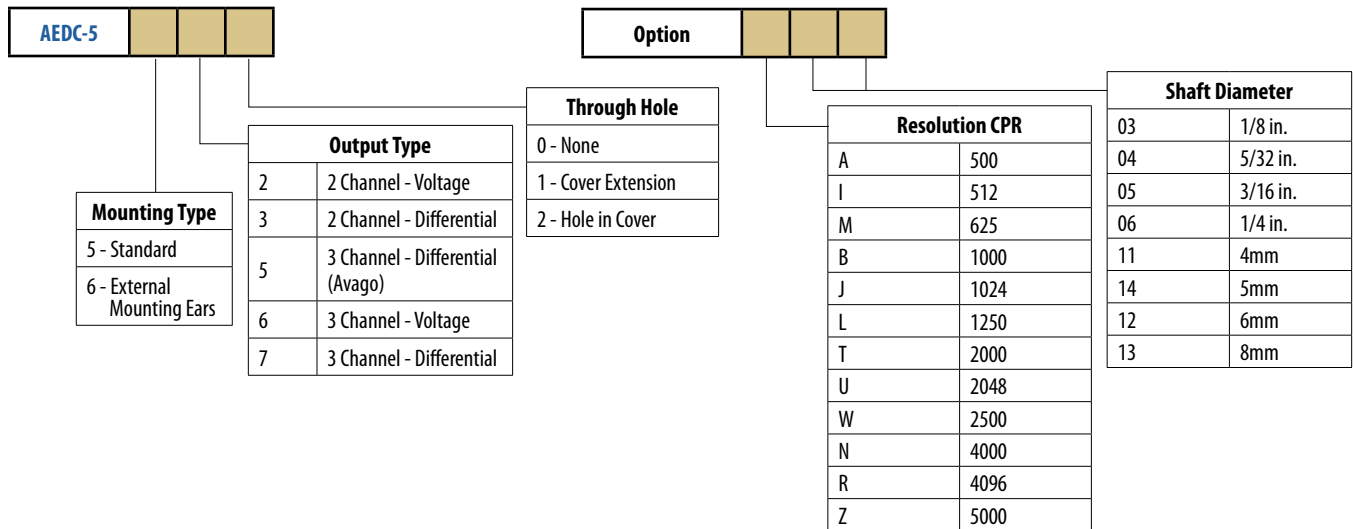 AEDC-5
Option
Mounting Type
5 - Standard
6 - External
Mounting Ears
Output Type
2 2 Channel - Voltage
3 2 Channel - Differential
5 3 Channel - Differential
(Avago)
6 3 Channel - Voltage
7 3 Channel - Differential
Through Hole
0 - None
1 - Cover Extension
2 - Hole in Cover
Resolution CPR
A 500
I 512
M 625
B 1000
J 1024
L 1250
T 2000
U 2048
W 2500
N 4000
R 4096
Z 5000
Shaft Diameter
03 1/8 in.
04 5/32 in.
05 3/16 in.
06 1/4 in.
11 4mm
14 5mm
12 6mm
13 8mm